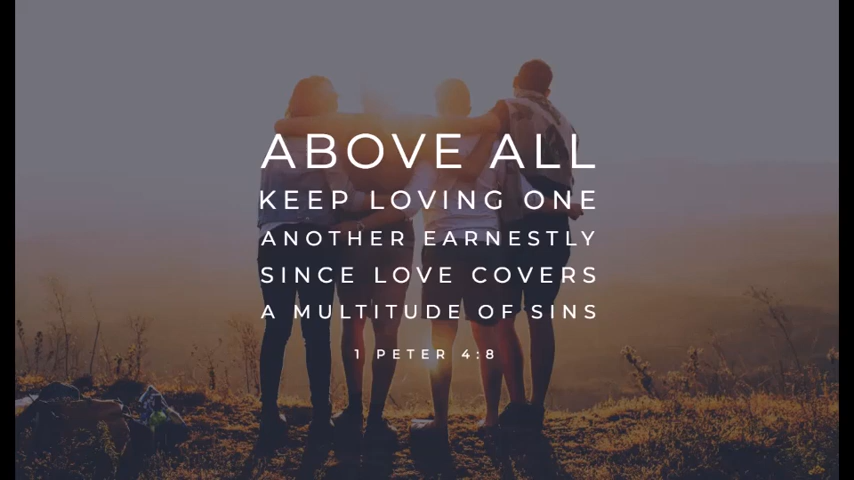 ABOVE ALL
KEEP LOVING ONE
ANOTHER EARNESTLY
SINCE LOVE COVERS
A MULTITUDE OF SINS
1 PETER 4:8